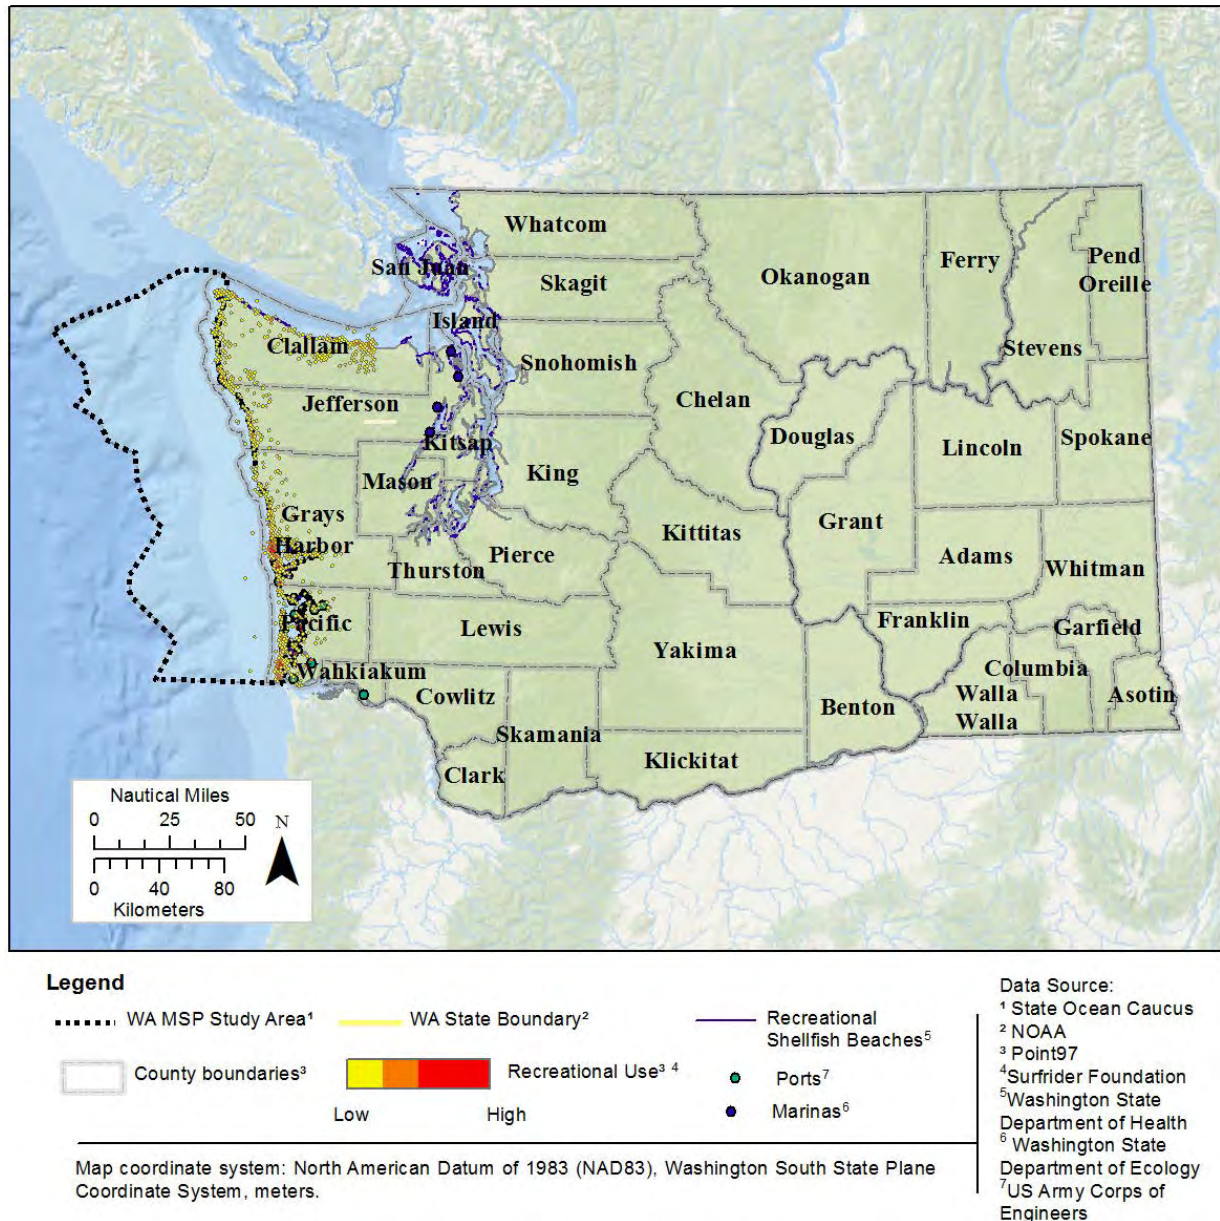 Whatcom
San Juan
Skagit
Okanogan
Ferry
Pend
Oreille
Island
Clallam
Snohomish
Stevens
Jefferson
Chelan
Kitsap
Douglas
Lincoln
Spokane
Mason
King
Grays
Harbor
Kittitas
Grant
Thurston
Pierce
Adams
Whitman
Pacific
Lewis
Franklin
Garfield
Yakima
Wahkiakum
Columbia
Cowlitz
Walla
Walla
Asotin
Benton
Skamania
Clark
Klickitat
Nautical Miles
0 25 50
N
0 40 80
Kilometers
Legend
WA MSP Study Area¹
WA State Boundary²
Recreational
Shellfish Beaches⁵
County boundaries³
Recreational Use³ ⁴
Low High
Ports⁷
Marinas⁶
Map coordinate system: North American Datum of 1983 (NAD83), Washington South State Plane
Coordinate System, meters.
Data Source:
¹ State Ocean Caucus
² NOAA
³ Point97
⁴Surfrider Foundation
⁵Washington State
Department of Health
⁶ Washington State
Department of Ecology
⁷US Army Corps of
Engineers